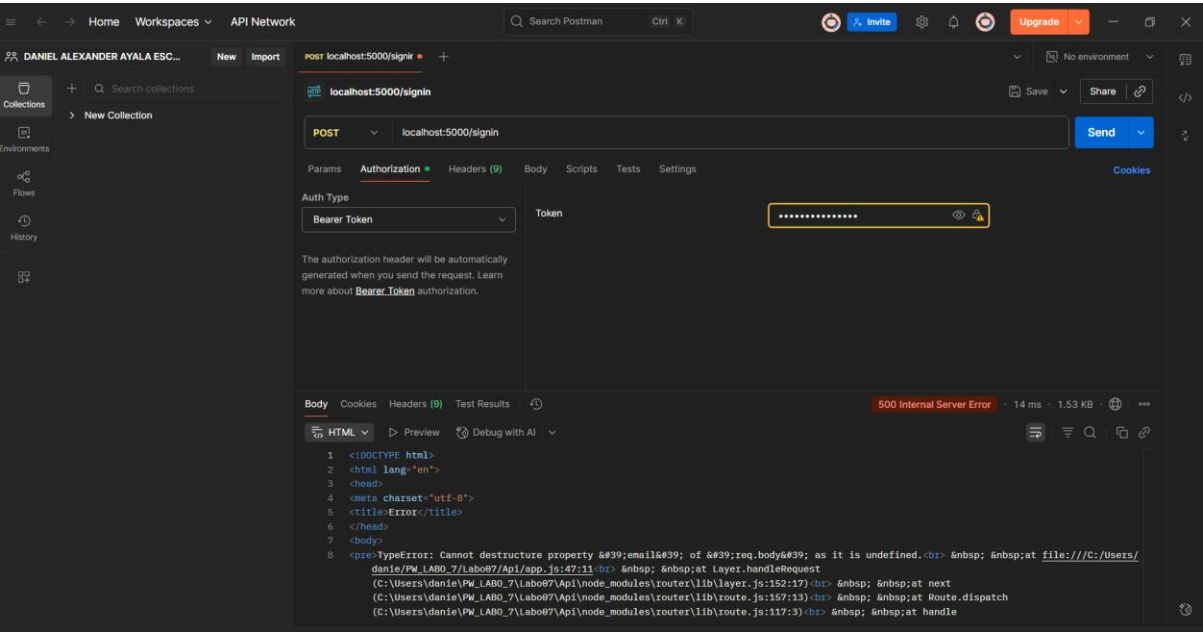 Home Workspaces API Network Search Postman Ctrl K Invite Upgrade
DANIEL ALEXANDER AYALA ESC... New Import POST localhost:5000/signir No environment
Collections Search collections HTTP localhost:5000/signin Save Share
New Collection
Environments POST localhost:5000/signin Send
Flows Params Authorization Headers (9) Body Scripts Tests Settings Cookies
History Auth Type
Bearer Token Token •••••••••••••••
The authorization header will be automatically
generated when you send the request. Learn
more about Bearer Token authorization.
Body Cookies Headers (9) Test Results 500 Internal Server Error 14 ms 1.53 KB
HTML Preview Debug with AI
1 <!DOCTYPE html>
2 <html lang="en">
3 <head>
4 <meta charset="utf-8">
5 <title>Error</title>
6 </head>
7 <body>
8 <pre>TypeError: Cannot destructure property &#39;email&#39; of &#39;req.body&#39; as it is undefined.<br> &nbsp; &nbsp;at file:///C:/Users/
danie/PW_LABO_7/Labo07/Api/app.js:47:11<br> &nbsp; &nbsp;at Layer.handleRequest
(C:\Users\danie\PW_LABO_7\Labo07\Api\node_modules\router\lib\layer.js:152:17)<br> &nbsp; &nbsp;at next
(C:\Users\danie\PW_LABO_7\Labo07\Api\node_modules\router\lib\route.js:157:13)<br> &nbsp; &nbsp;at Route.dispatch
(C:\Users\danie\PW_LABO_7\Labo07\Api\node_modules\router\lib\route.js:117:3)<br> &nbsp; &nbsp;at handle